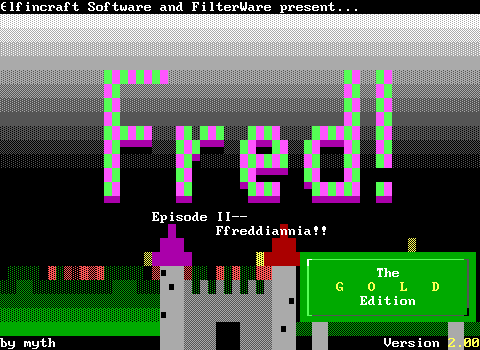 Elfincraft Software and FilterWare present...
Fred!
Episode II--
Ffreddiannia!!
The
G O L D
Edition
by myth
Version 2.00